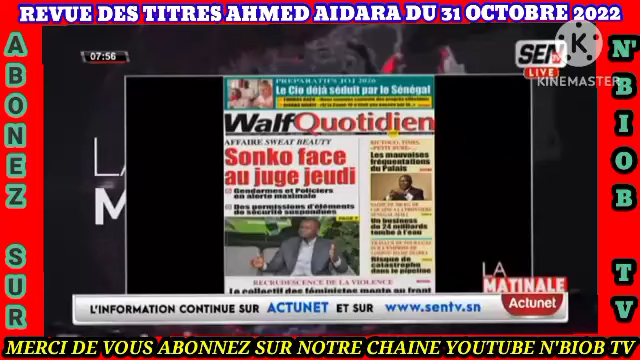 REVUE DES TITRES AHMED AIDARA DU 31 OCTOBRE 2022
ABONEZ SUR
N'BIOB TV
07:56
SEN TV
LIVE
KINEMASTER
LA
M
PREPARATIFS JOJ 2026
Le Cio déjà séduit par le Sénégal
WalfQuotidien
AFFAIRE SWEAT BEAUTY
Sonko face
au juge jeudi
Gendarmes et Policiers
en alerte maximale
Des permissions d'éléments
de sécurité suspendues
PAGE 7
Les mauvaises
fréquentations
du Palais
Un business
de 24 milliards
tombe à l'eau
Risque de
catastrophe
dans le pipeline
RECRUDESCENCE DE LA VIOLENCE
Le collectif des féministes monte au front
LA
MATINALE
Actunet
L'INFORMATION CONTINUE SUR ACTUNET ET SUR www.sentv.sn
MERCI DE VOUS ABONNEZ SUR NOTRE CHAINE YOUTUBE N'BIOB TV